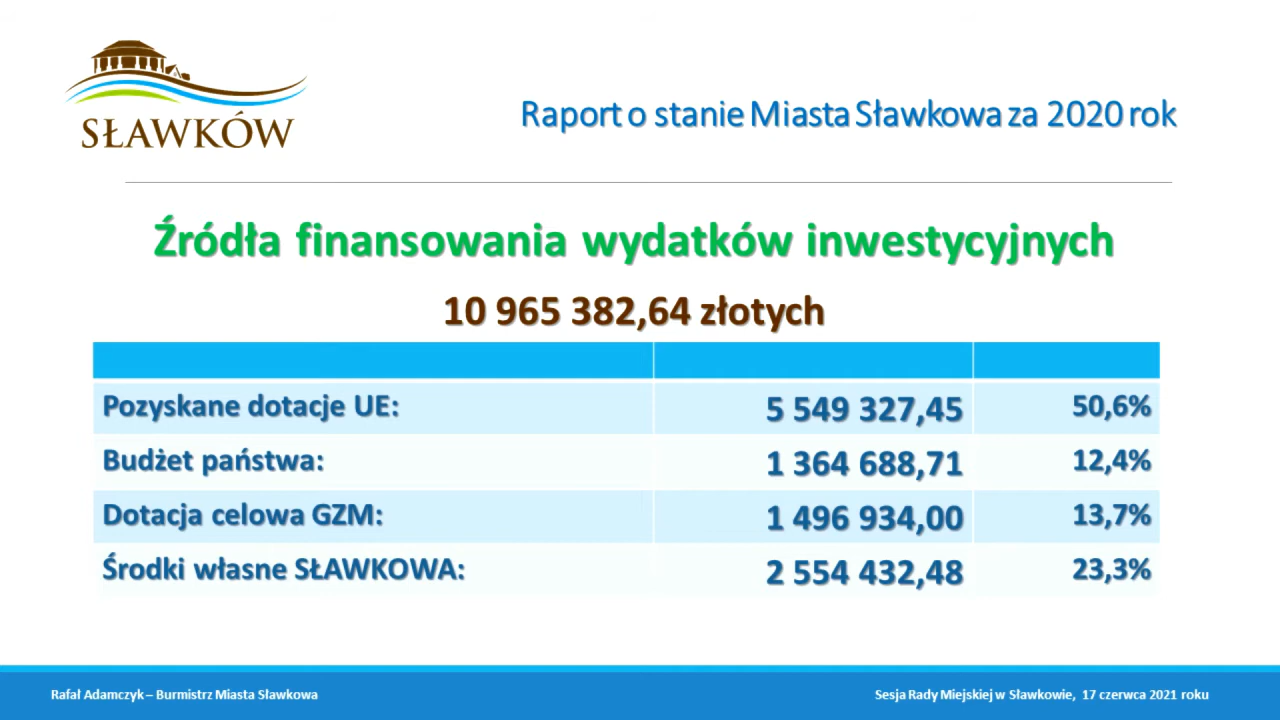 SŁAWKÓW
Raport o stanie Miasta Sławkowa za 2020 rok
Źródła finansowania wydatków inwestycyjnych
10 965 382,64 złotych
Pozyskane dotacje UE: 5 549 327,45 50,6%
Budżet państwa: 1 364 688,71 12,4%
Dotacja celowa GZM: 1 496 934,00 13,7%
Środki własne SŁAWKOWA: 2 554 432,48 23,3%
Rafał Adamczyk – Burmistrz Miasta Sławkowa Sesja Rady Miejskiej w Sławkowie, 17 czerwca 2021 roku